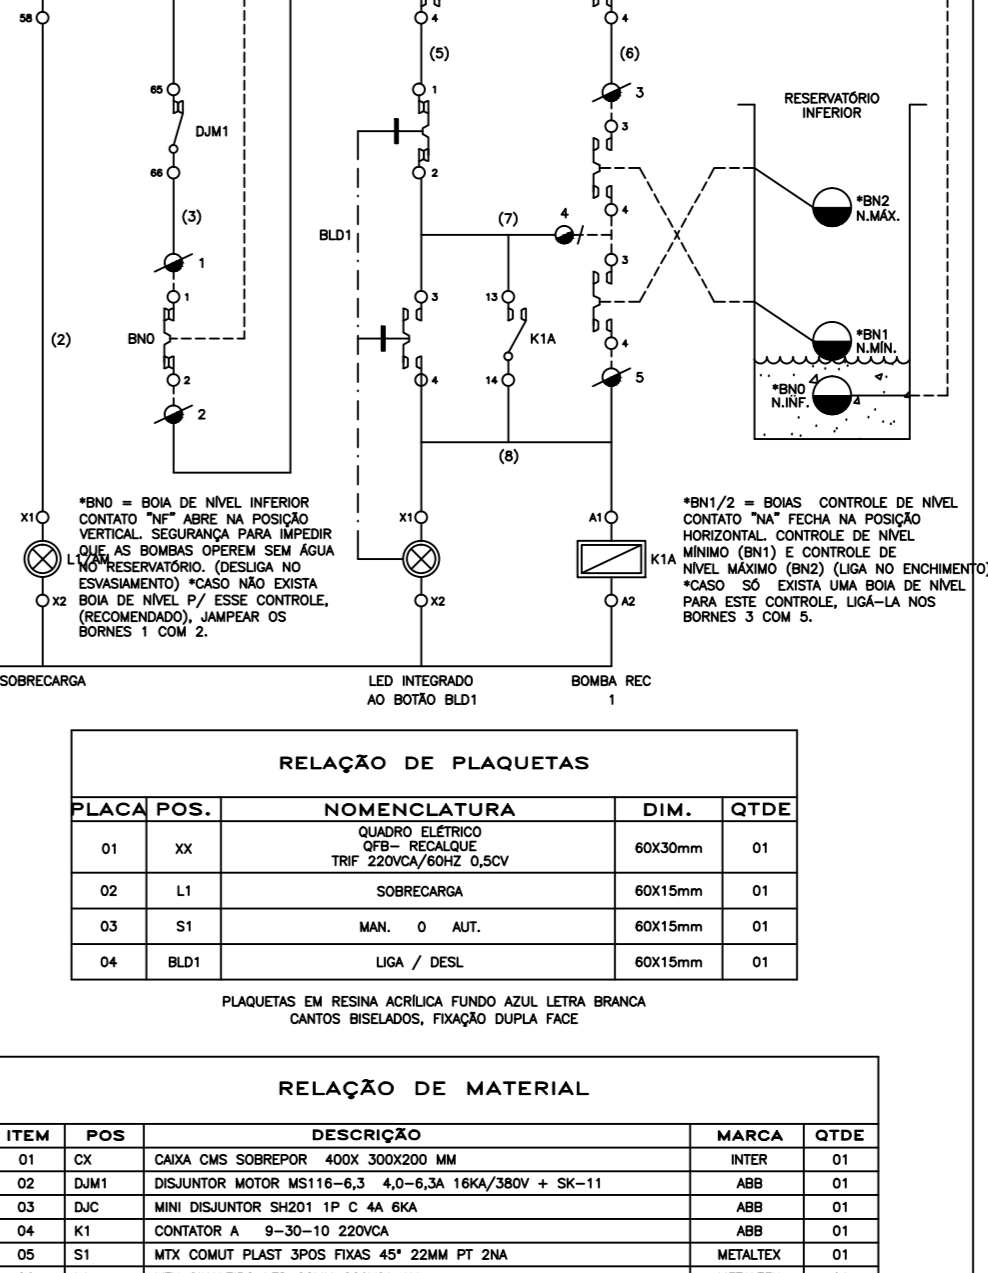 58
4
4
(5)
(6)
65
1
3
RESERVATÓRIO
INFERIOR
DJM1
3
66
2
*BN2
N.MÁX.
(3)
(7)
4
4
BLD1
1
3
1
3
13
(2)
BN0
K1A
*BN1
N.MÍN.
4
2
4
14
5
*BN0
N.INF.
2
(8)
*BN0 = BOIA DE NÍVEL INFERIOR
CONTATO "NF" ABRE NA POSIÇÃO
VERTICAL. SEGURANÇA PARA IMPEDIR
QUE AS BOMBAS OPEREM SEM ÁGUA
NO RESERVATÓRIO. (DESLIGA NO
ESVASIAMENTO) *CASO NÃO EXISTA
BOIA DE NÍVEL P/ ESSE CONTROLE,
(RECOMENDADO), JAMPEAR OS
BORNES 1 COM 2.
*BN1/2 = BOIAS CONTROLE DE NÍVEL
CONTATO "NA" FECHA NA POSIÇÃO
HORIZONTAL. CONTROLE DE NÍVEL
MÍNIMO (BN1) E CONTROLE DE
NÍVEL MÁXIMO (BN2) (LIGA NO ENCHIMENTO)
*CASO SÓ EXISTA UMA BOIA DE NÍVEL
PARA ESTE CONTROLE, LIGÁ-LA NOS
BORNES 3 COM 5.
X1
X1
A1
L1/AM
K1A
X2
X2
A2
SOBRECARGA
LED INTEGRADO
AO BOTÃO BLD1
BOMBA REC
1
RELAÇÃO DE PLAQUETAS
PLACA POS. NOMENCLATURA DIM. QTDE
01 XX QUADRO ELÉTRICO
QFB- RECALQUE
TRIF 220VCA/60HZ 0,5CV 60X30mm 01
02 L1 SOBRECARGA 60X15mm 01
03 S1 MAN. 0 AUT. 60X15mm 01
04 BLD1 LIGA / DESL 60X15mm 01
PLAQUETAS EM RESINA ACRÍLICA FUNDO AZUL LETRA BRANCA
CANTOS BISELADOS, FIXAÇÃO DUPLA FACE
RELAÇÃO DE MATERIAL
ITEM POS DESCRIÇÃO MARCA QTDE
01 CX CAIXA CMS SOBREPOR 400X 300X200 MM INTER 01
02 DJM1 DISJUNTOR MOTOR MS116-6,3 4,0-6,3A 16KA/380V + SK-11 ABB 01
03 DJC MINI DISJUNTOR SH201 1P C 4A 6KA ABB 01
04 K1 CONTATOR A 9-30-10 220VCA ABB 01
05 S1 MTX COMUT PLAST 3POS FIXAS 45° 22MM PT 2NA METALTEX 01